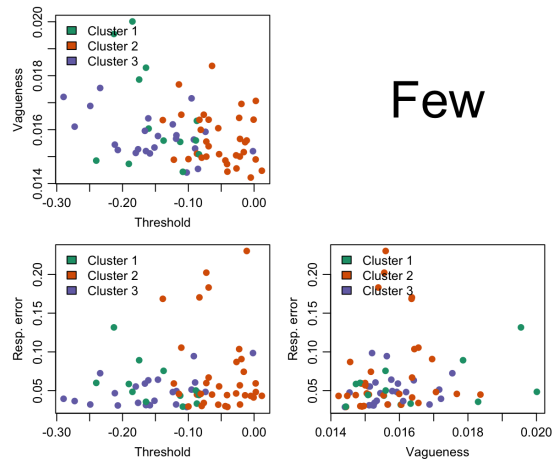 0.020
0.018
0.016
0.014
Vagueness
Cluster 1
Cluster 2
Cluster 3
-0.30
-0.20
-0.10
0.00
Threshold
Few
0.20
0.15
0.10
0.05
Resp. error
Cluster 1
Cluster 2
Cluster 3
-0.30
-0.20
-0.10
0.00
Threshold
0.20
0.15
0.10
0.05
Resp. error
Cluster 1
Cluster 2
Cluster 3
0.014
0.016
0.018
0.020
Vagueness